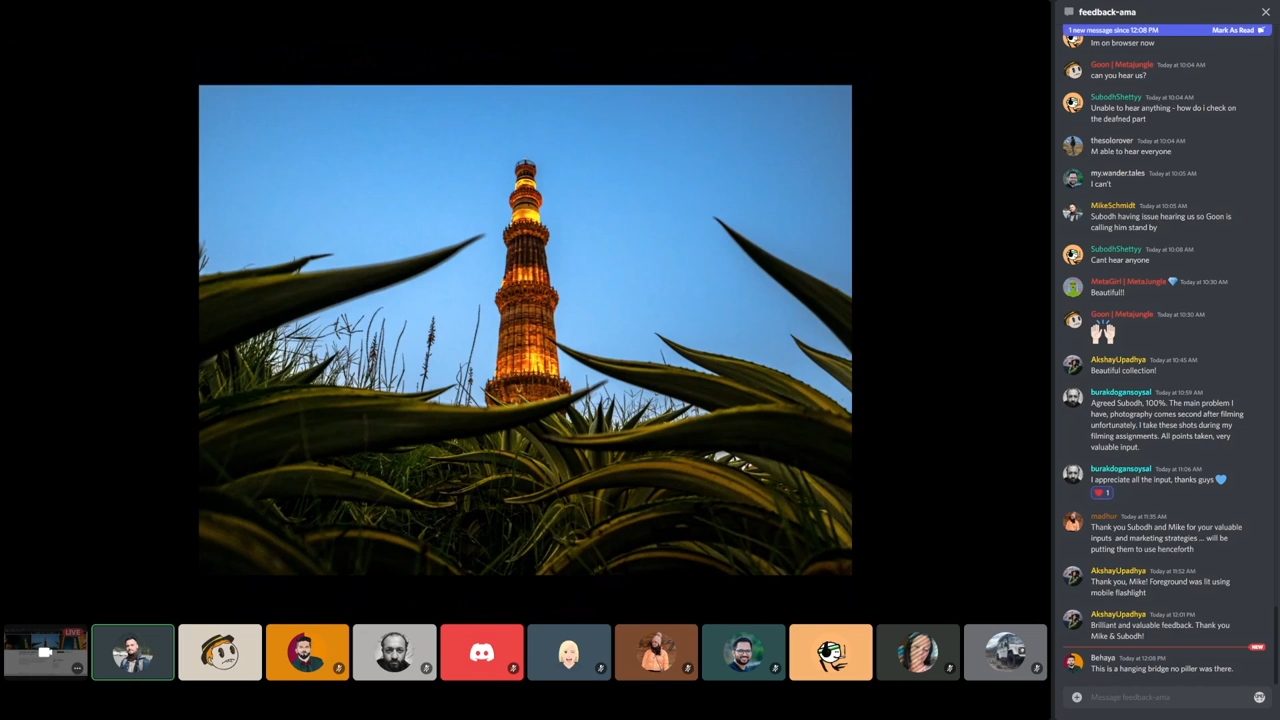 feedback-ama
1 new message since 12:08 PM
Mark As Read
Im on browser now
Goon | Metajungle Today at 10:04 AM
can you hear us?
SubodhShettyy Today at 10:04 AM
Unable to hear anything - how do i check on
the deafned part
thesolorover Today at 10:04 AM
M able to hear everyone
my.wander.tales Today at 10:05 AM
I can't
MikeSchmidt Today at 10:05 AM
Subodh having issue hearing us so Goon is
calling him stand by
SubodhShettyy Today at 10:08 AM
Cant hear anyone
MetaGirl | MetaJungle Today at 10:30 AM
Beautiful!!
Goon | Metajungle Today at 10:30 AM
AkshayUpadhya Today at 10:45 AM
Beautiful collection!
burakdogansoysal Today at 10:59 AM
Agreed Subodh, 100%. The main problem I
have, photography comes second after filming
unfortunately. I take these shots during my
filming assignments. All points taken, very
valuable input.
burakdogansoysal Today at 11:06 AM
I appreciate all the input, thanks guys
1
madhur Today at 11:35 AM
Thank you Subodh and Mike for your valuable
inputs and marketing strategies ... will be
putting them to use henceforth
AkshayUpadhya Today at 11:52 AM
Thank you, Mike! Foreground was lit using
mobile flashlight
AkshayUpadhya Today at 12:01 PM
Brilliant and valuable feedback. Thank you
Mike & Subodh!
NEW
Behaya Today at 12:08 PM
This is a hanging bridge no piller was there.
Message feedback-ama
LIVE